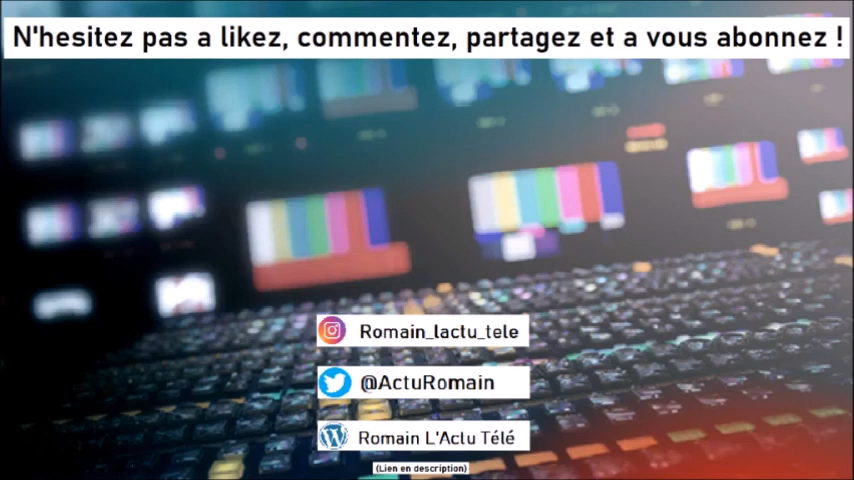 N'hesitez pas a likez, commentez, partagez et a vous abonnez !
Romain_lactu_tele
@ActuRomain
Romain L'Actu Télé
(Lien en description)